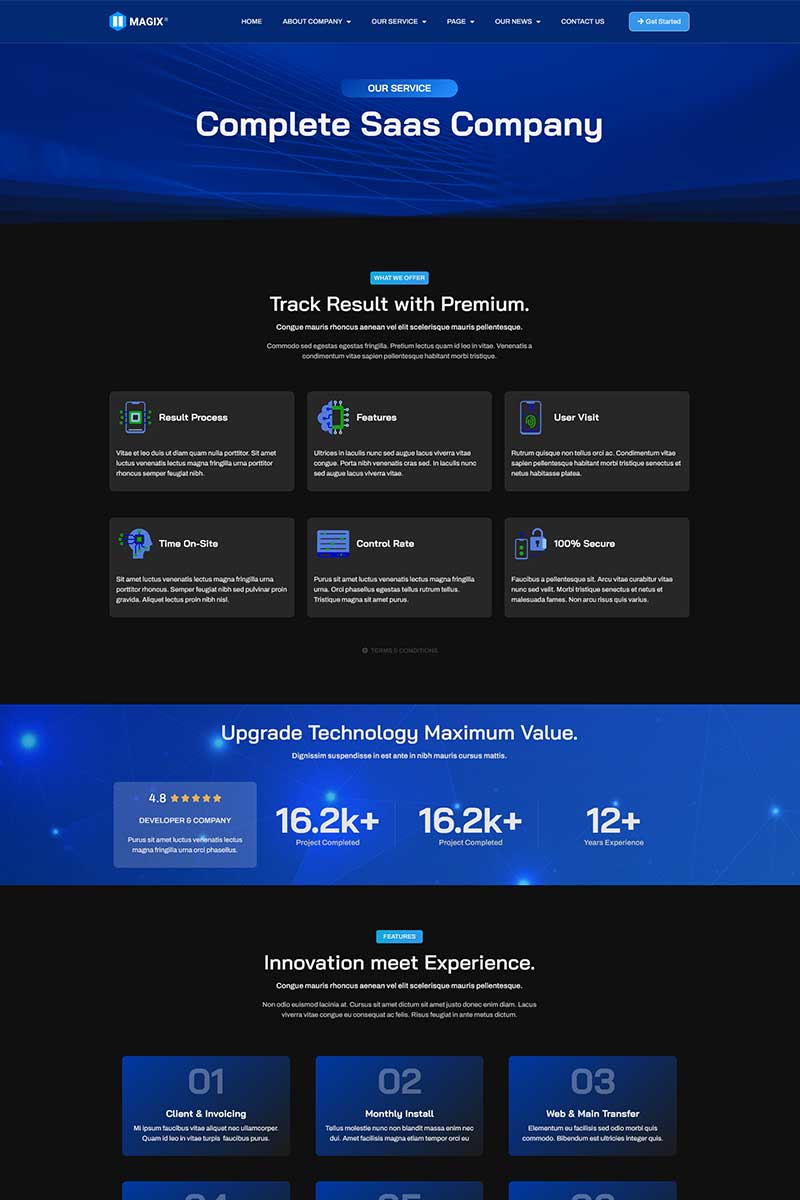 MAGIX®
HOME
ABOUT COMPANY
OUR SERVICE
PAGE
OUR NEWS
CONTACT US
Get Started
OUR SERVICE
Complete Saas Company
WHAT WE OFFER
Track Result with Premium.
Congue mauris rhoncus aenean vel elit scelerisque mauris pellentesque.
Commodo sed egestas egestas fringilla. Pretium lectus quam id leo in vitae. Venenatis a
condimentum vitae sapien pellentesque habitant morbi tristique.
Result Process
Vitae et leo duis ut diam quam nulla porttitor. Sit amet
luctus venenatis lectus magna fringilla urna porttitor
rhoncus semper feugiat nibh.
Features
Ultrices in iaculis nunc sed augue lacus viverra vitae
congue. Porta nibh venenatis cras sed. In iaculis nunc
sed augue lacus viverra vitae.
User Visit
Rutrum quisque non tellus orci ac. Condimentum vitae
sapien pellentesque habitant morbi tristique senectus et
netus habitasse platea.
Time On-Site
Sit amet luctus venenatis lectus magna fringilla urna
porttitor rhoncus. Semper feugiat nibh sed pulvinar proin
gravida. Aliquet lectus proin nibh nisl.
Control Rate
Purus sit amet luctus venenatis lectus magna fringilla
urna. Orci phasellus egestas tellus rutrum tellus.
Tristique magna sit amet purus.
100% Secure
Faucibus a pellentesque sit. Arcu vitae curabitur vitae
nunc sed velit. Morbi tristique senectus et netus et
malesuada fames. Non arcu risus quis varius.
TERMS & CONDITIONS
Upgrade Technology Maximum Value.
Dignissim suspendisse in est ante in nibh mauris cursus mattis.
4.8
DEVELOPER & COMPANY
Purus sit amet luctus venenatis lectus
magna fringilla urna orci phasellus.
16.2k+
Project Completed
16.2k+
Project Completed
12+
Years Experience
FEATURES
Innovation meet Experience.
Congue mauris rhoncus aenean vel elit scelerisque mauris pellentesque.
Non odio euismod lacinia at. Cursus sit amet dictum sit amet justo donec enim diam. Lacus
viverra vitae congue eu consequat ac felis. Risus feugiat in ante metus dictum.
01
Client & Invoicing
Mi ipsum faucibus vitae aliquet nec ullamcorper.
Quam id leo in vitae turpis faucibus purus.
02
Monthly Install
Tellus molestie nunc non blandit massa enim nec
dui. Amet facilisis magna etiam tempor orci eu
03
Web & Main Transfer
Elementum eu facilisis sed odio morbi quis
commodo. Bibendum est ultricies integer quis.